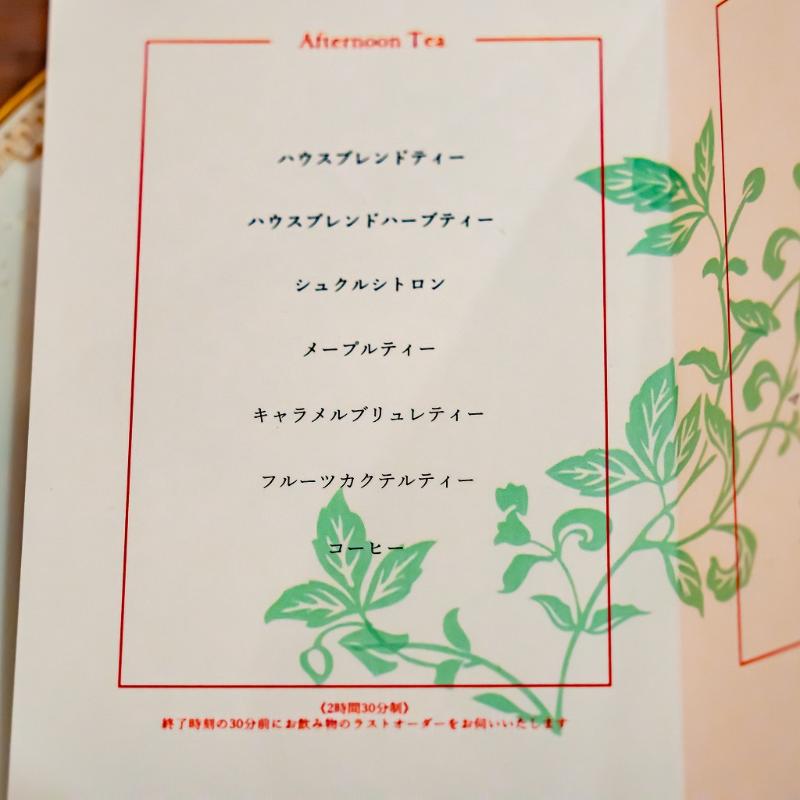 Afternoon Tea
ハウスブレンドティー
ハウスブレンドハーブティー
シュクルシトロン
メープルティー
キャラメルブリュレティー
フルーツカクテルティー
コーヒー
《2時間30分制》
終了時刻の30分前にお飲み物のラストオーダーをお伺いいたします